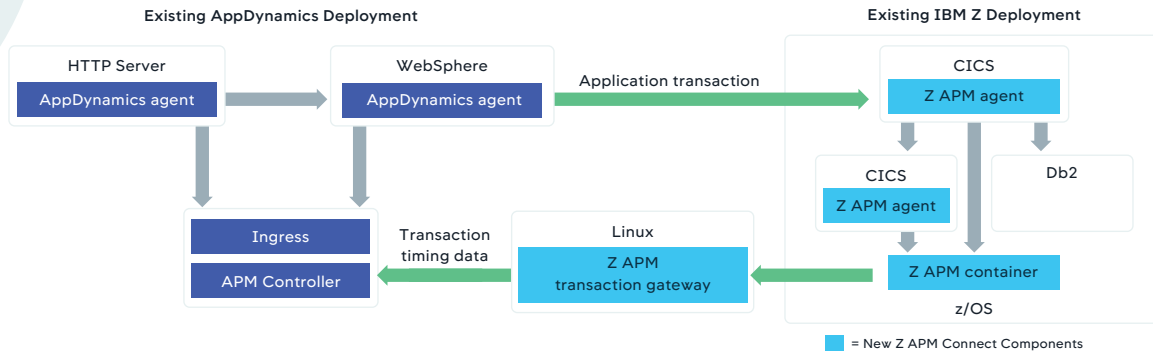 Existing AppDynamics Deployment
Existing IBM Z Deployment
HTTP Server
AppDynamics agent
WebSphere
AppDynamics agent
Application transaction
CICS
Z APM agent
CICS
Z APM agent
Db2
Ingress
APM Controller
Transaction
timing data
Linux
Z APM
transaction gateway
Z APM container
z/OS
= New Z APM Connect Components